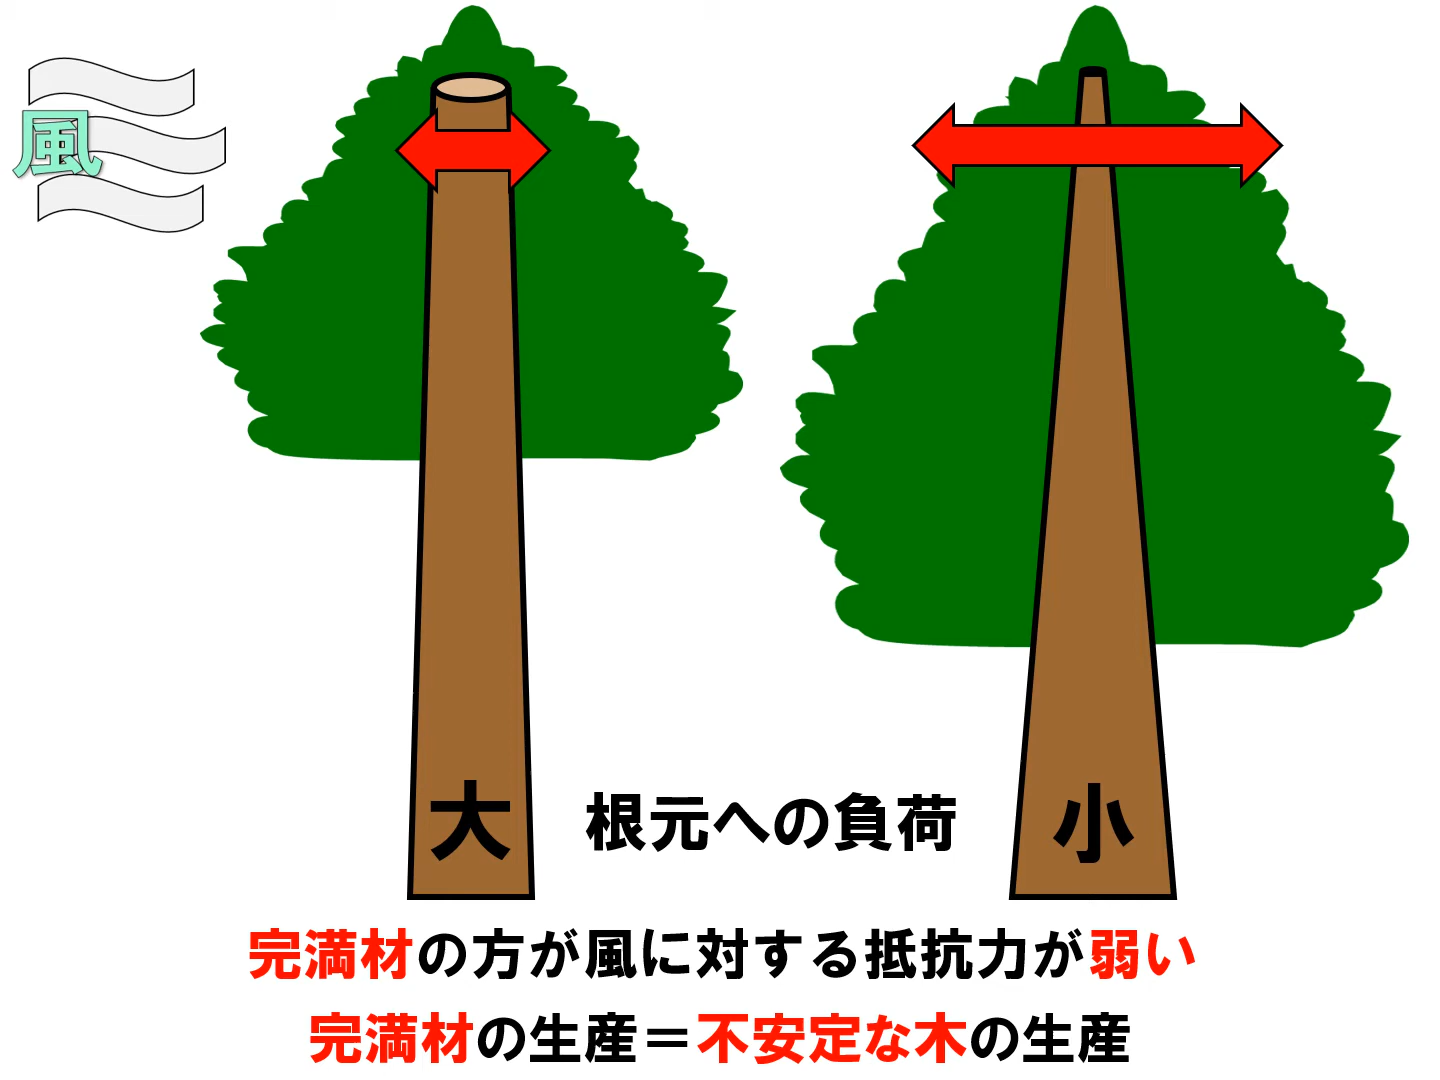 風
大 根元への負荷 小
完満材の方が風に対する抵抗力が弱い
完満材の生産＝不安定な木の生産